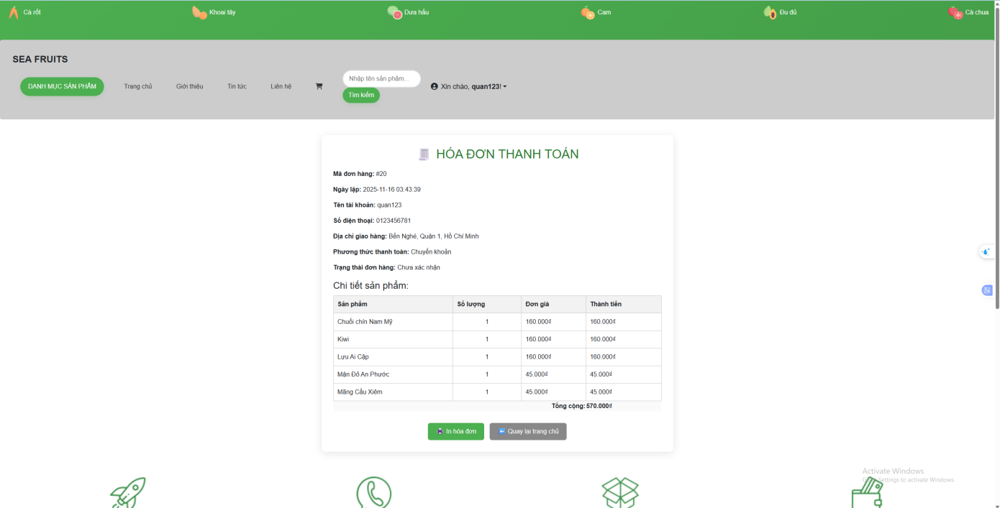 Cà rốt Khoai tây Dưa hấu Cam Đu đủ Cà chua
SEA FRUITS
DANH MỤC SẢN PHẨM Trang chủ Giới thiệu Tin tức Liên hệ Nhập tên sản phẩm... Xin chào, quan123!
Tìm kiếm
HÓA ĐƠN THANH TOÁN
Mã đơn hàng: #20
Ngày lập: 2025-11-16 03:43:39
Tên tài khoản: quan123
Số điện thoại: 0123456781
Địa chỉ giao hàng: Bến Nghé, Quận 1, Hồ Chí Minh
Phương thức thanh toán: Chuyển khoản
Trạng thái đơn hàng: Chưa xác nhận
Chi tiết sản phẩm:
Sản phẩm Số lượng Đơn giá Thành tiền
Chuối chín Nam Mỹ 1 160.000₫ 160.000₫
Kiwi 1 160.000₫ 160.000₫
Lựu Ai Cập 1 160.000₫ 160.000₫
Mận Đỏ An Phước 1 45.000₫ 45.000₫
Mãng Cầu Xiêm 1 45.000₫ 45.000₫
Tổng cộng: 570.000₫
In hóa đơn Quay lại trang chủ
Activate Windows
Settings to activate Windows.